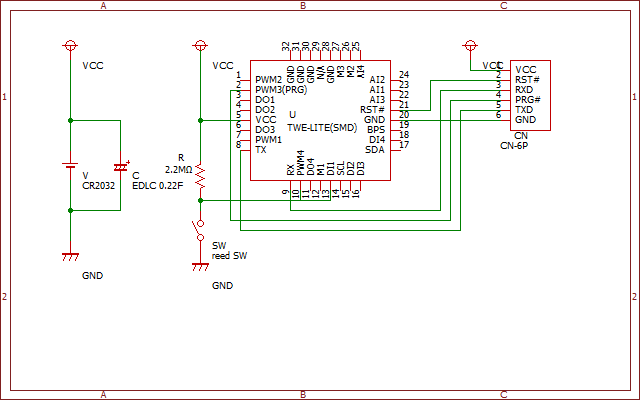 A B C
VCC
VCC
VCC
32 31 30 29 28 27 26 25
GND GND GND N/V GND M3 M2 AI4
1 PWM2
2 PWM3(PRG)
3 DO1
4 DO2
5 VCC
6 DO3
7 PWM1
8 TX
U
TWE-LITE(SMD)
AI2 24
AI1 23
AI3 22
RST# 21
GND 20
BPS 19
DI4 18
SDA 17
RX PWM4 DO4 M1 DI1 SCL DI2 DI3
9 10 11 12 13 14 15 16
1 VCC
2 RST#
3 RXD
4 PRG#
5 TXD
6 GND
CN
CN-6P
1
1
R
2.2MΩ
V
CR2032
C
EDLC 0.22F
+
SW
reed SW
GND
GND
2
2
A B C